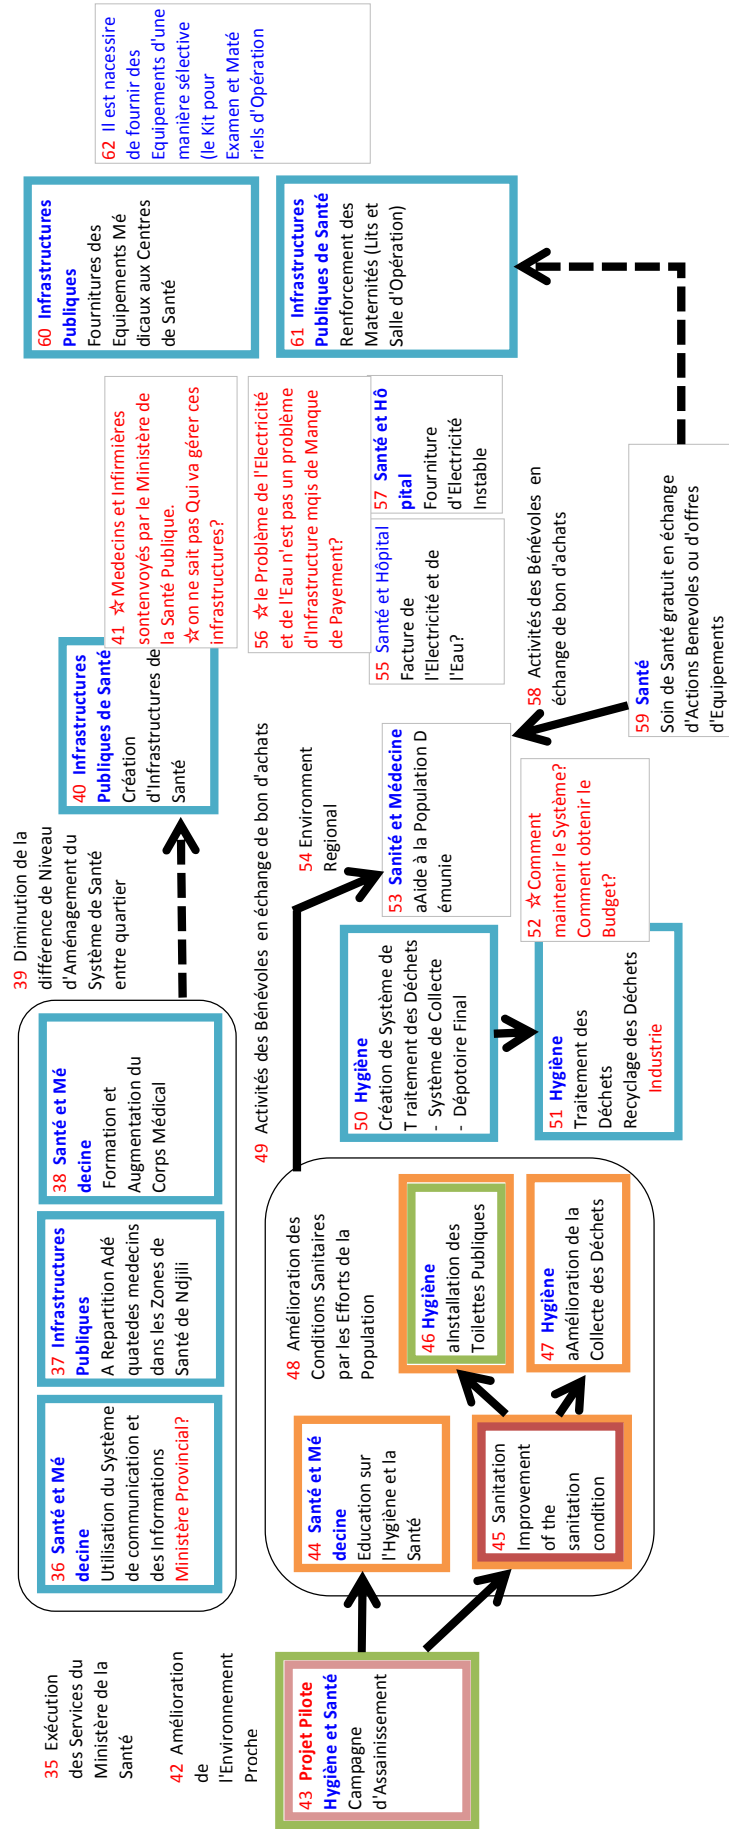 35 Exécution
des Services du
Ministère de la
Santé
36 Santé et Mé
decine
Utilisation du Système
de communication et
des Informations
Ministère Provincial?
37 Infrastructures
Publiques
A Repartition Adé
quatedes medecins
dans les Zones de
Santé de Ndjili
38 Santé et Mé
decine
Formation et
Augmentation du
Corps Médical
39 Diminution de la
différence de Niveau
d'Aménagement du
Système de Santé
entre quartier
40 Infrastructures
Publiques de Santé
Création
d'Infrastructures de
Santé
41 ☆Medecins et Infirmières
sontenvoyés par le Ministère de
la Santé Publique.
☆on ne sait pas Qui va gérer ces
infrastructures?
42 Amélioration
de
l'Environnement
Proche
43 Projet Pilote
Hygiène et Santé
Campagne
d'Assainissement
44 Santé et Mé
decine
Education sur
l'Hygiène et la
Santé
45 Sanitation
Improvement
of the
sanitation
condition
46 Hygiène
aInstallation des
Toilettes Publiques
47 Hygiène
aAmélioration de la
Collecte des Déchets
48 Amélioration des
Conditions Sanitaires
par les Efforts de la
Population
49 Activités des Bénévoles en échange de bon d'achats
50 Hygiène
Création de Système de
T raitement des Déchets
- Système de Collecte
- Dépotoire Final
51 Hygiène
Traitement des
Déchets
Recyclage des Déchets
Industrie
52 ☆Comment
maintenir le Système?
Comment obtenir le
Budget?
53 Sanité et Médecine
aAide à la Population D
émunie
54 Environment
Regional
55 Santé et Hôpital
Facture de
l'Electricité et de
l'Eau?
56 ☆le Problème de l'Electricité
et de l'Eau n'est pas un problème
d'Infrastructure mqis de Manque
de Payement?
57 Santé et Hô
pital
Fourniture
d'Electricité
Instable
58 Activités des Bénévoles en
échange de bon d'achats
59 Santé
Soin de Santé gratuit en échange
d'Actions Benevoles ou d'offres
d'Equipements
60 Infrastructures
Publiques
Fournitures des
Equipements Mé
dicaux aux Centres
de Santé
61 Infrastructures
Publiques de Santé
Renforcement des
Maternités (Lits et
Salle d'Opération)
62 Il est nacessire
de fournir des
Equipements d'une
manière sélective
(le Kit pour
Examen et Maté
riels d'Opération